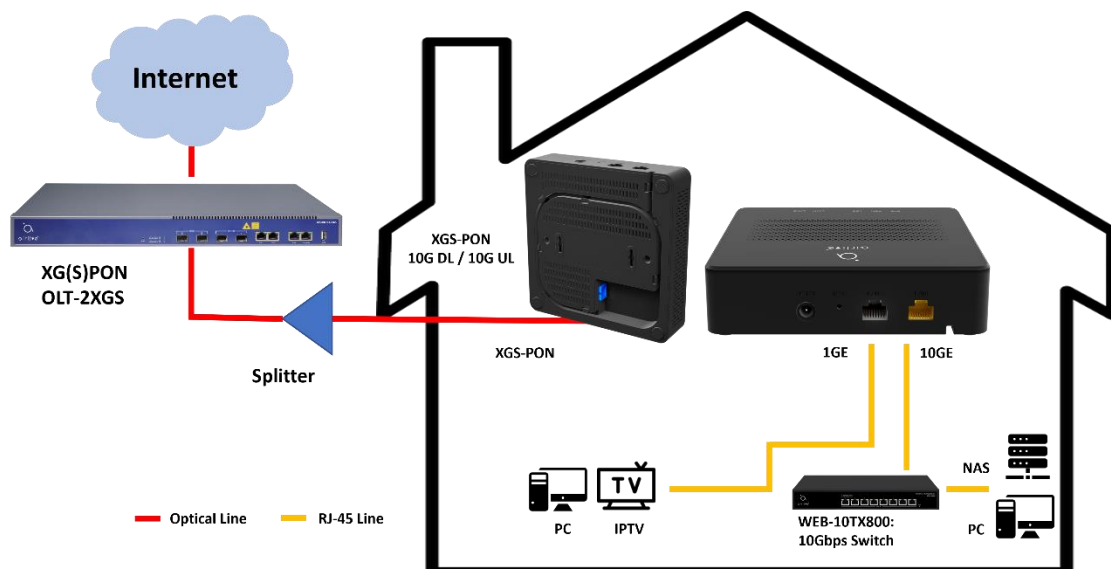 Internet
XG(S)PON
OLT-2XGS
Splitter
XGS-PON
10G DL / 10G UL
XGS-PON
airlive
1GE
10GE
PC
IPTV
TV
WEB-10TX800:
10Gbps Switch
NAS
PC
Optical Line
RJ-45 Line